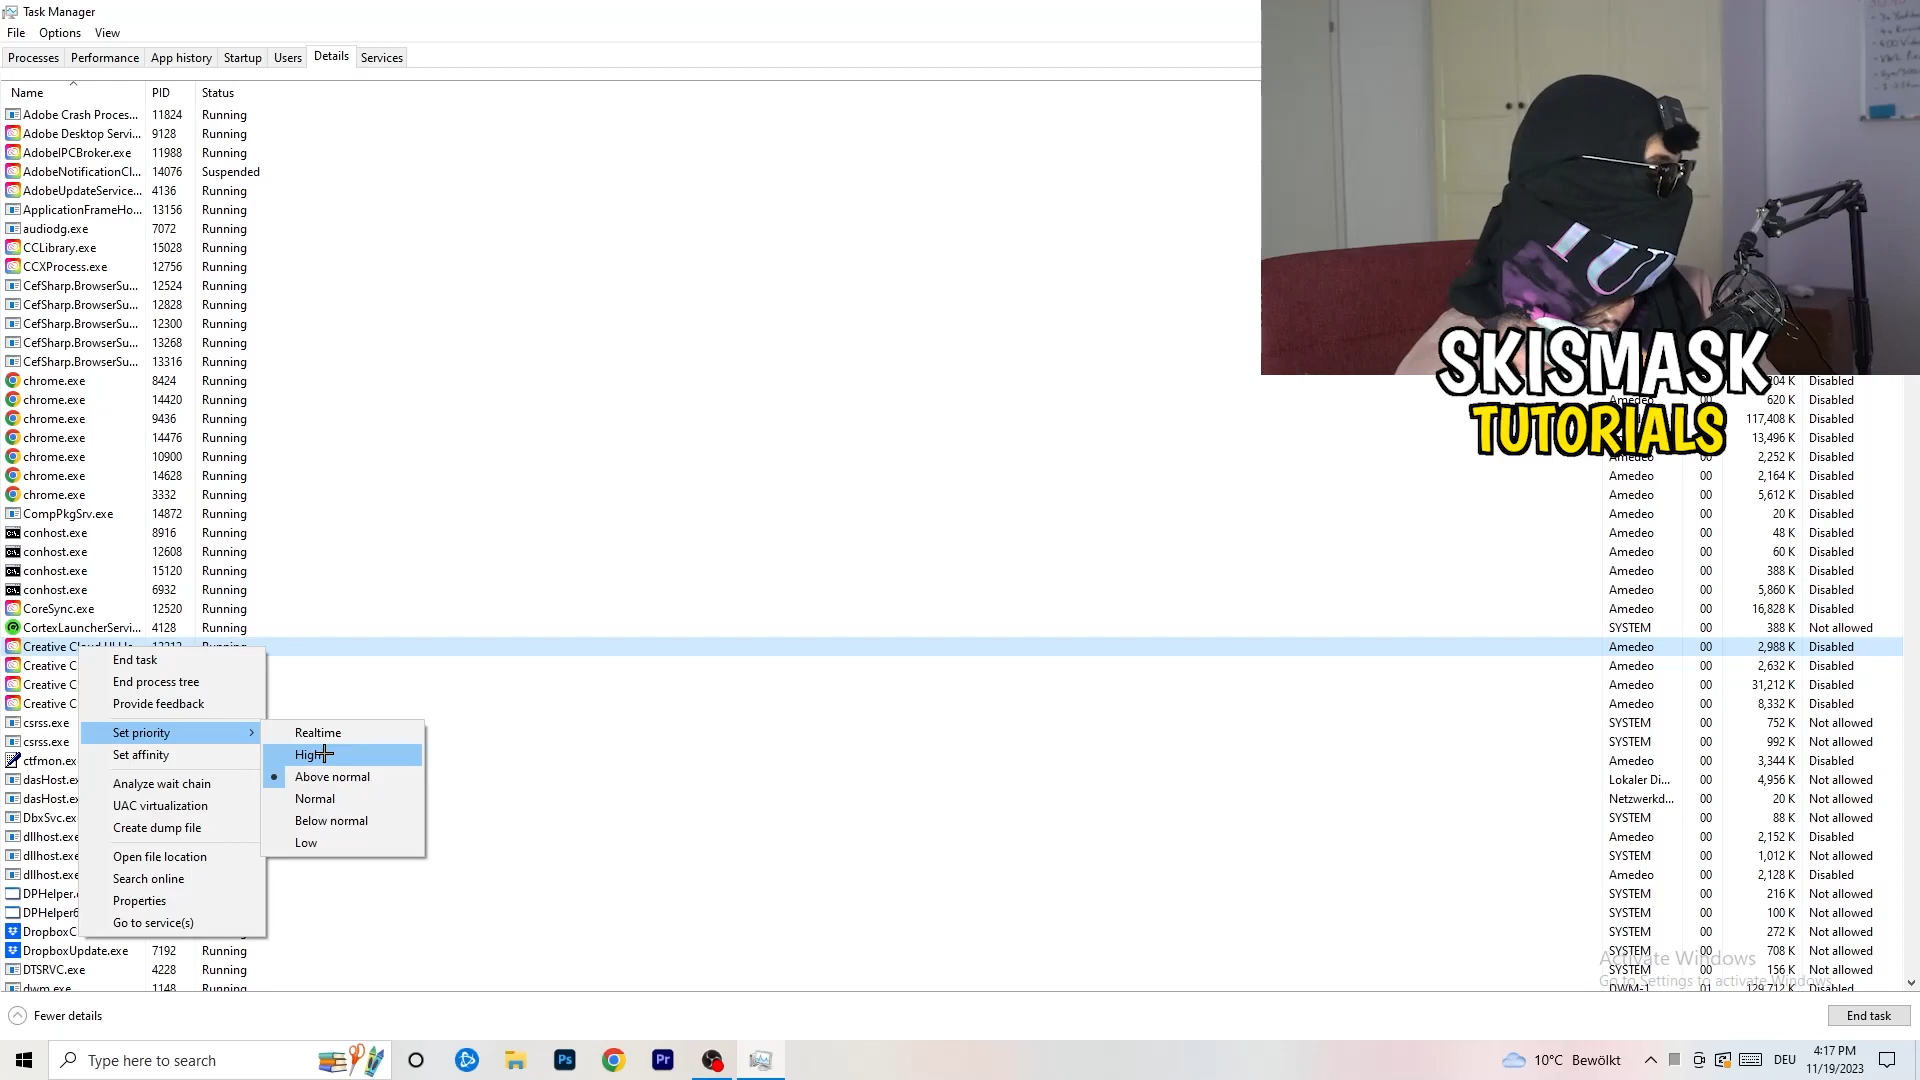 Task Manager
File Options View
Processes Performance App history Startup Users Details Services
Name PID Status
Adobe Crash Proces... 11824 Running
Adobe Desktop Servi... 9128 Running
AdobeIPCBroker.exe 11988 Running
AdobeNotificationCl... 14076 Suspended
AdobeUpdateService... 4136 Running
ApplicationFrameHo... 13156 Running
audiodg.exe 7072 Running
CCLibrary.exe 15028 Running
CCXProcess.exe 12756 Running
CefSharp.BrowserSu... 12524 Running
CefSharp.BrowserSu... 12828 Running
CefSharp.BrowserSu... 12300 Running
CefSharp.BrowserSu... 13268 Running
CefSharp.BrowserSu... 13316 Running
SKISMASK
TUTORIALS
chrome.exe 8424 Running 204 K Disabled
chrome.exe 14420 Running Amedeo 00 620 K Disabled
chrome.exe 9436 Running 117,408 K Disabled
chrome.exe 14476 Running 13,496 K Disabled
chrome.exe 10900 Running Amedeo 00 2,252 K Disabled
chrome.exe 14628 Running Amedeo 00 2,164 K Disabled
chrome.exe 3332 Running Amedeo 00 5,612 K Disabled
CompPkgSrv.exe 14872 Running Amedeo 00 20 K Disabled
conhost.exe 8916 Running Amedeo 00 48 K Disabled
conhost.exe 12608 Running Amedeo 00 60 K Disabled
conhost.exe 15120 Running Amedeo 00 388 K Disabled
conhost.exe 6932 Running Amedeo 00 5,860 K Disabled
CoreSync.exe 12520 Running Amedeo 00 16,828 K Disabled
CortexLauncherServi... 4128 Running SYSTEM 00 388 K Not allowed
Creative Cloud UI He... 13212 Running Amedeo 00 2,988 K Disabled
Creative C Amedeo 00 2,632 K Disabled
Creative C Amedeo 00 31,212 K Disabled
Creative C Amedeo 00 8,332 K Disabled
csrss.exe SYSTEM 00 752 K Not allowed
csrss.exe SYSTEM 00 992 K Not allowed
ctfmon.ex Amedeo 00 3,344 K Disabled
dasHost.ex Lokaler Di... 00 4,956 K Not allowed
dasHost.ex Netzwerkd... 00 20 K Not allowed
DbxSvc.ex SYSTEM 00 88 K Not allowed
dllhost.exe Amedeo 00 2,152 K Disabled
dllhost.exe SYSTEM 00 1,012 K Not allowed
dllhost.exe Amedeo 00 2,128 K Disabled
DPHelper. SYSTEM 00 216 K Not allowed
DPHelper6 SYSTEM 00 100 K Not allowed
DropboxC SYSTEM 00 272 K Not allowed
DropboxUpdate.exe 7192 Running SYSTEM 00 708 K Not allowed
DTSRVC.exe 4228 Running SYSTEM 00 156 K Not allowed
dwm.exe 1148 Running DWM-1 01 129,712 K Disabled
End task
End process tree
Provide feedback
Set priority
Set affinity
Analyze wait chain
UAC virtualization
Create dump file
Open file location
Search online
Properties
Go to service(s)
Realtime
High
Above normal
Normal
Below normal
Low
Activate Windows
Go to Settings to activate Windows.
Fewer details End task
Type here to search Ps Pr 10°C Bewölkt DEU 4:17 PM
11/19/2023